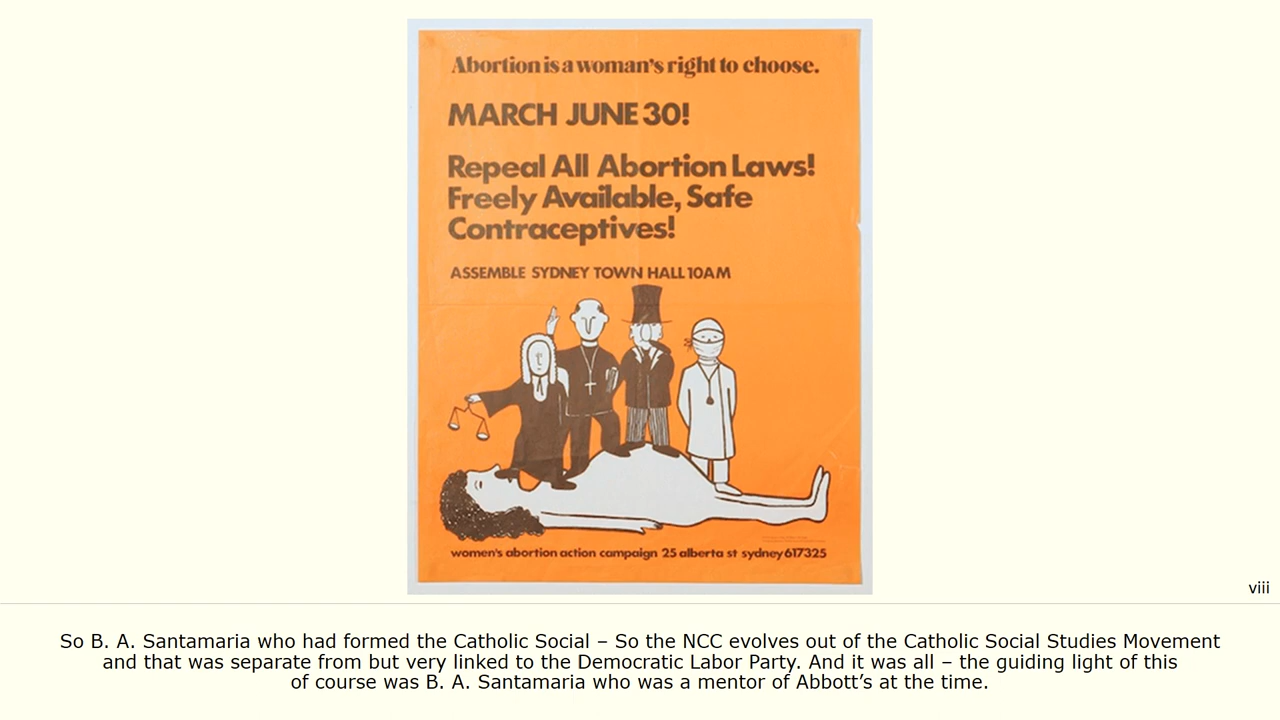 Abortion is a woman's right to choose.
MARCH JUNE 30!
Repeal All Abortion Laws!
Freely Available, Safe
Contraceptives!
ASSEMBLE SYDNEY TOWN HALL 10AM
women's abortion action campaign 25 alberta st sydney 617325
viii
So B. A. Santamaria who had formed the Catholic Social – So the NCC evolves out of the Catholic Social Studies Movement
and that was separate from but very linked to the Democratic Labor Party. And it was all – the guiding light of this
of course was B. A. Santamaria who was a mentor of Abbott’s at the time.